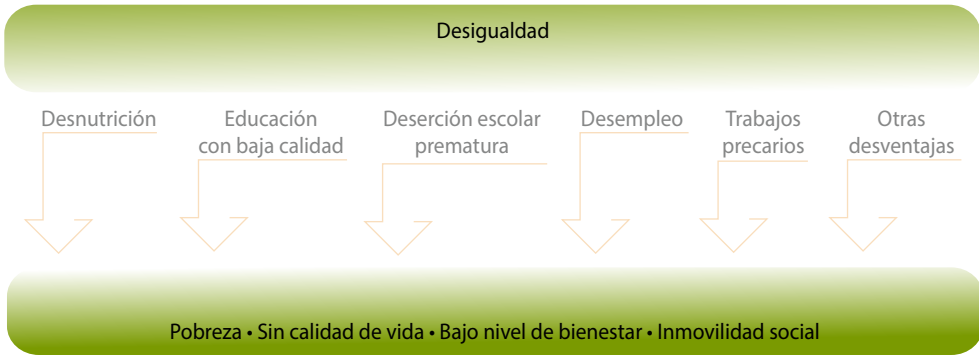 Desigualdad
Desnutrición
Educación
con baja calidad
Deserción escolar
prematura
Desempleo
Trabajos
precarios
Otras
desventajas
Pobreza • Sin calidad de vida • Bajo nivel de bienestar • Inmovilidad social